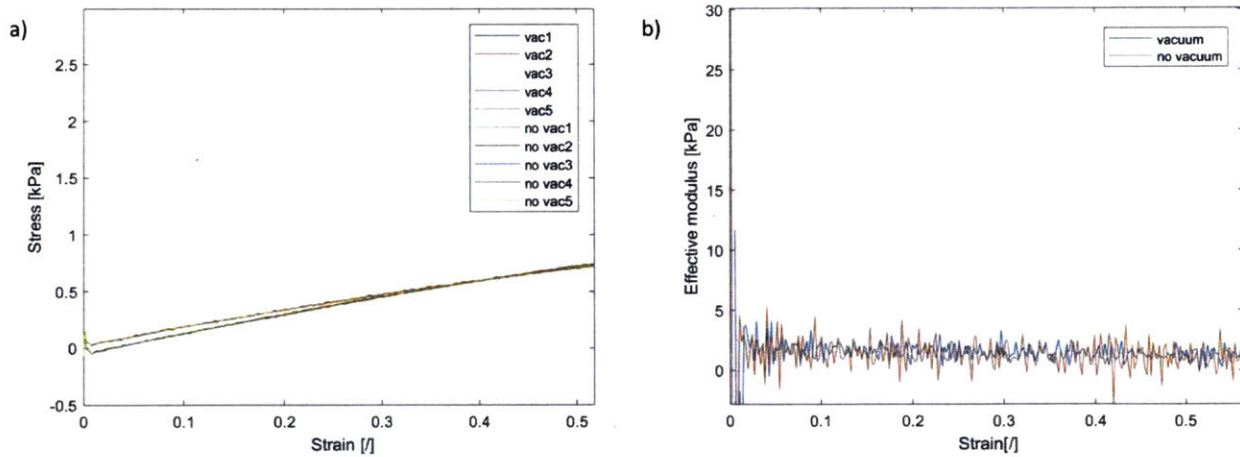 a)
2.5
2
1.5
1
0.5
0
-0.5
Stress [kPa]
0
0.1
0.2
0.3
0.4
0.5
Strain [/]
vac1
vac2
vac3
vac4
vac5
no vac1
no vac2
no vac3
no vac4
no vac5
b)
30
25
20
15
10
5
0
Effective modulus [kPa]
0
0.1
0.2
0.3
0.4
0.5
Strain[/]
vacuum
no vacuum